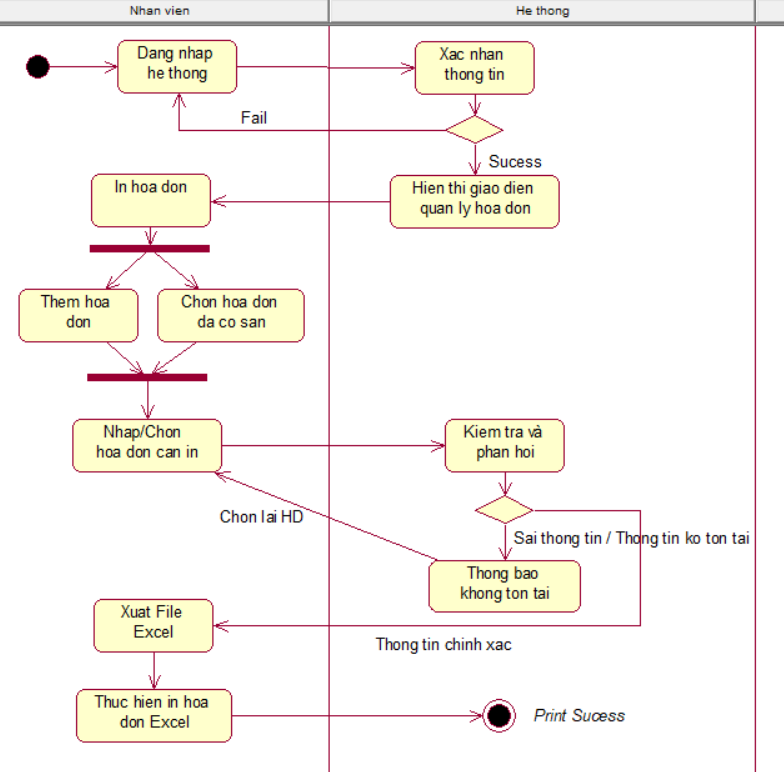 Nhan vien
He thong
Dang nhap
he thong
Xac nhan
thong tin
Fail
Sucess
In hoa don
Hien thi giao dien
quan ly hoa don
Them hoa
don
Chon hoa don
da co san
Nhap/Chon
hoa don can in
Kiem tra và
phan hoi
Chon lai HD
Sai thong tin / Thong tin ko ton tai
Thong bao
khong ton tai
Xuat File
Excel
Thong tin chinh xac
Thuc hien in hoa
don Excel
Print Sucess